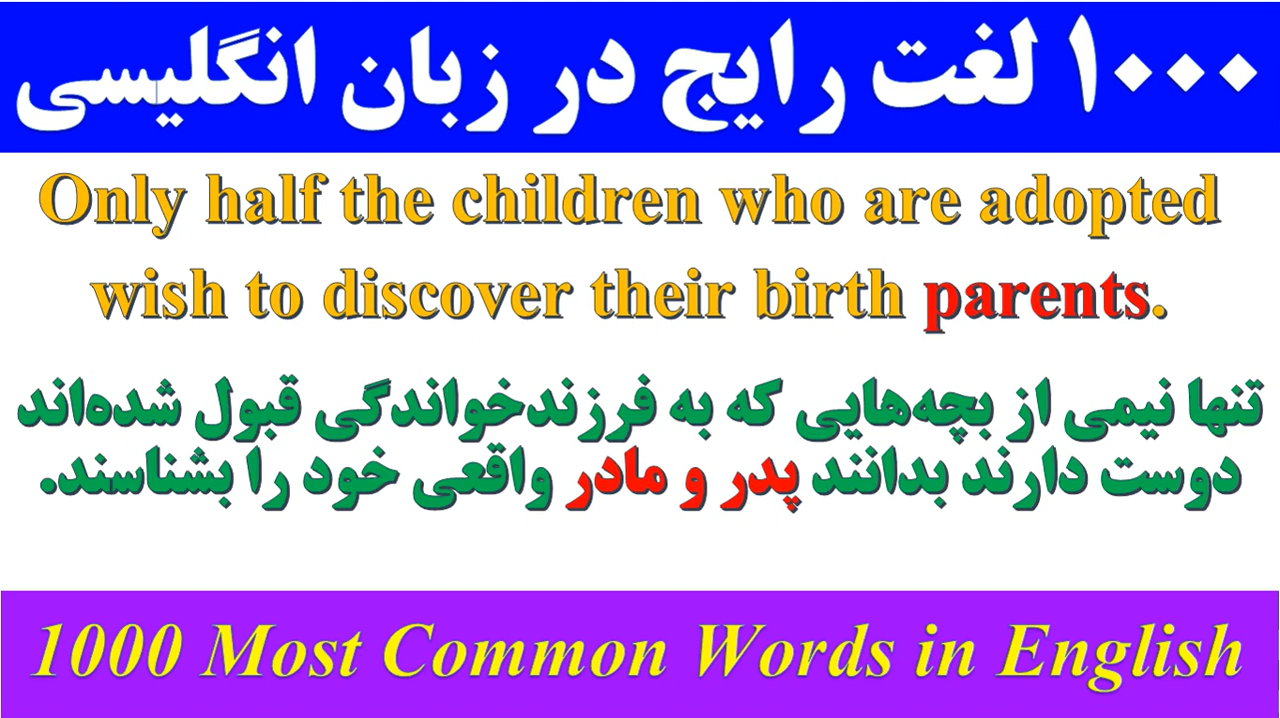 ۱۰۰۰ لغت رایج در زبان انگلیسی
Only half the children who are adopted
wish to discover their birth parents.
تنها نیمی از بچه‌هایی که به فرزندخواندگی قبول شده‌اند
دوست دارند بدانند پدر و مادر واقعی خود را بشناسند.
1000 Most Common Words in English